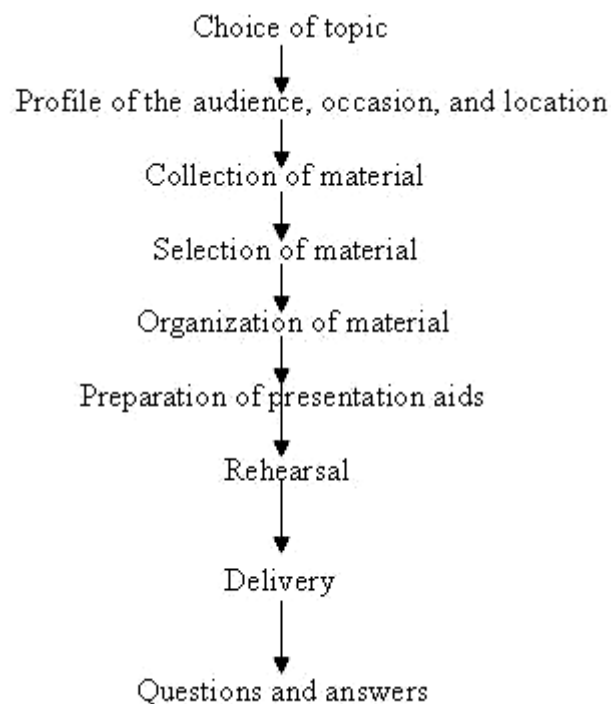 Choice of topic
Profile of the audience, occasion, and location
Collection of material
Selection of material
Organization of material
Preparation of presentation aids
Rehearsal
Delivery
Questions and answers